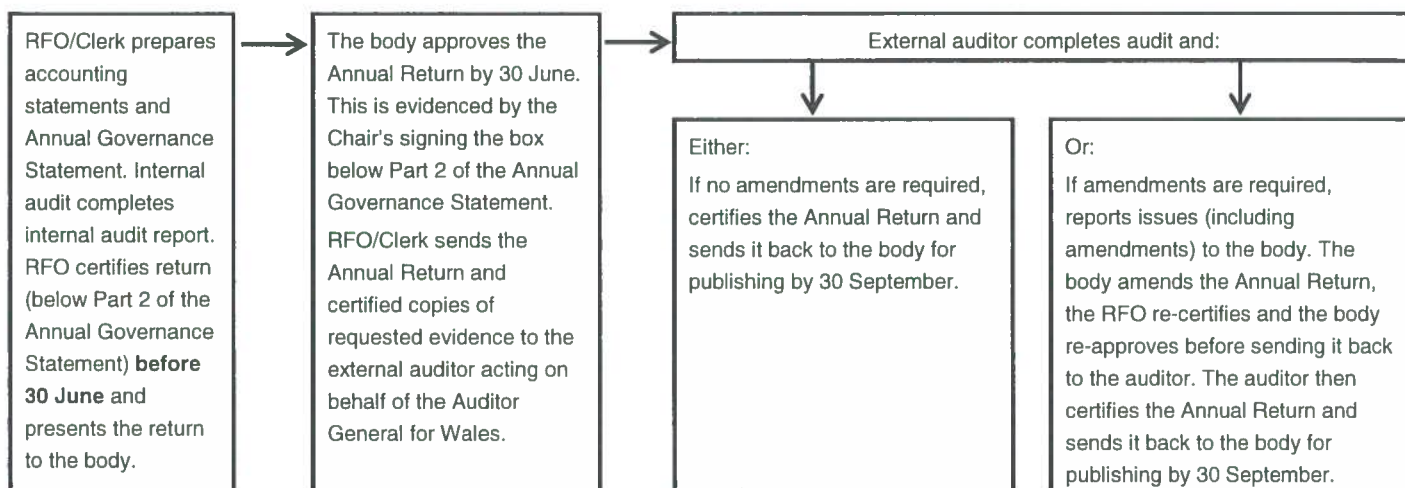 RFO/Clerk prepares
accounting
statements and
Annual Governance
Statement. Internal
audit completes
internal audit report.
RFO certifies return
(below Part 2 of the
Annual Governance
Statement) before
30 June and
presents the return
to the body.
The body approves the
Annual Return by 30 June.
This is evidenced by the
Chair's signing the box
below Part 2 of the Annual
Governance Statement.
RFO/Clerk sends the
Annual Return and
certified copies of
requested evidence to the
external auditor acting on
behalf of the Auditor
General for Wales.
External auditor completes audit and:
Either:
If no amendments are required,
certifies the Annual Return and
sends it back to the body for
publishing by 30 September.
Or:
If amendments are required,
reports issues (including
amendments) to the body. The
body amends the Annual Return,
the RFO re-certifies and the body
re-approves before sending it back
to the auditor. The auditor then
certifies the Annual Return and
sends it back to the body for
publishing by 30 September.